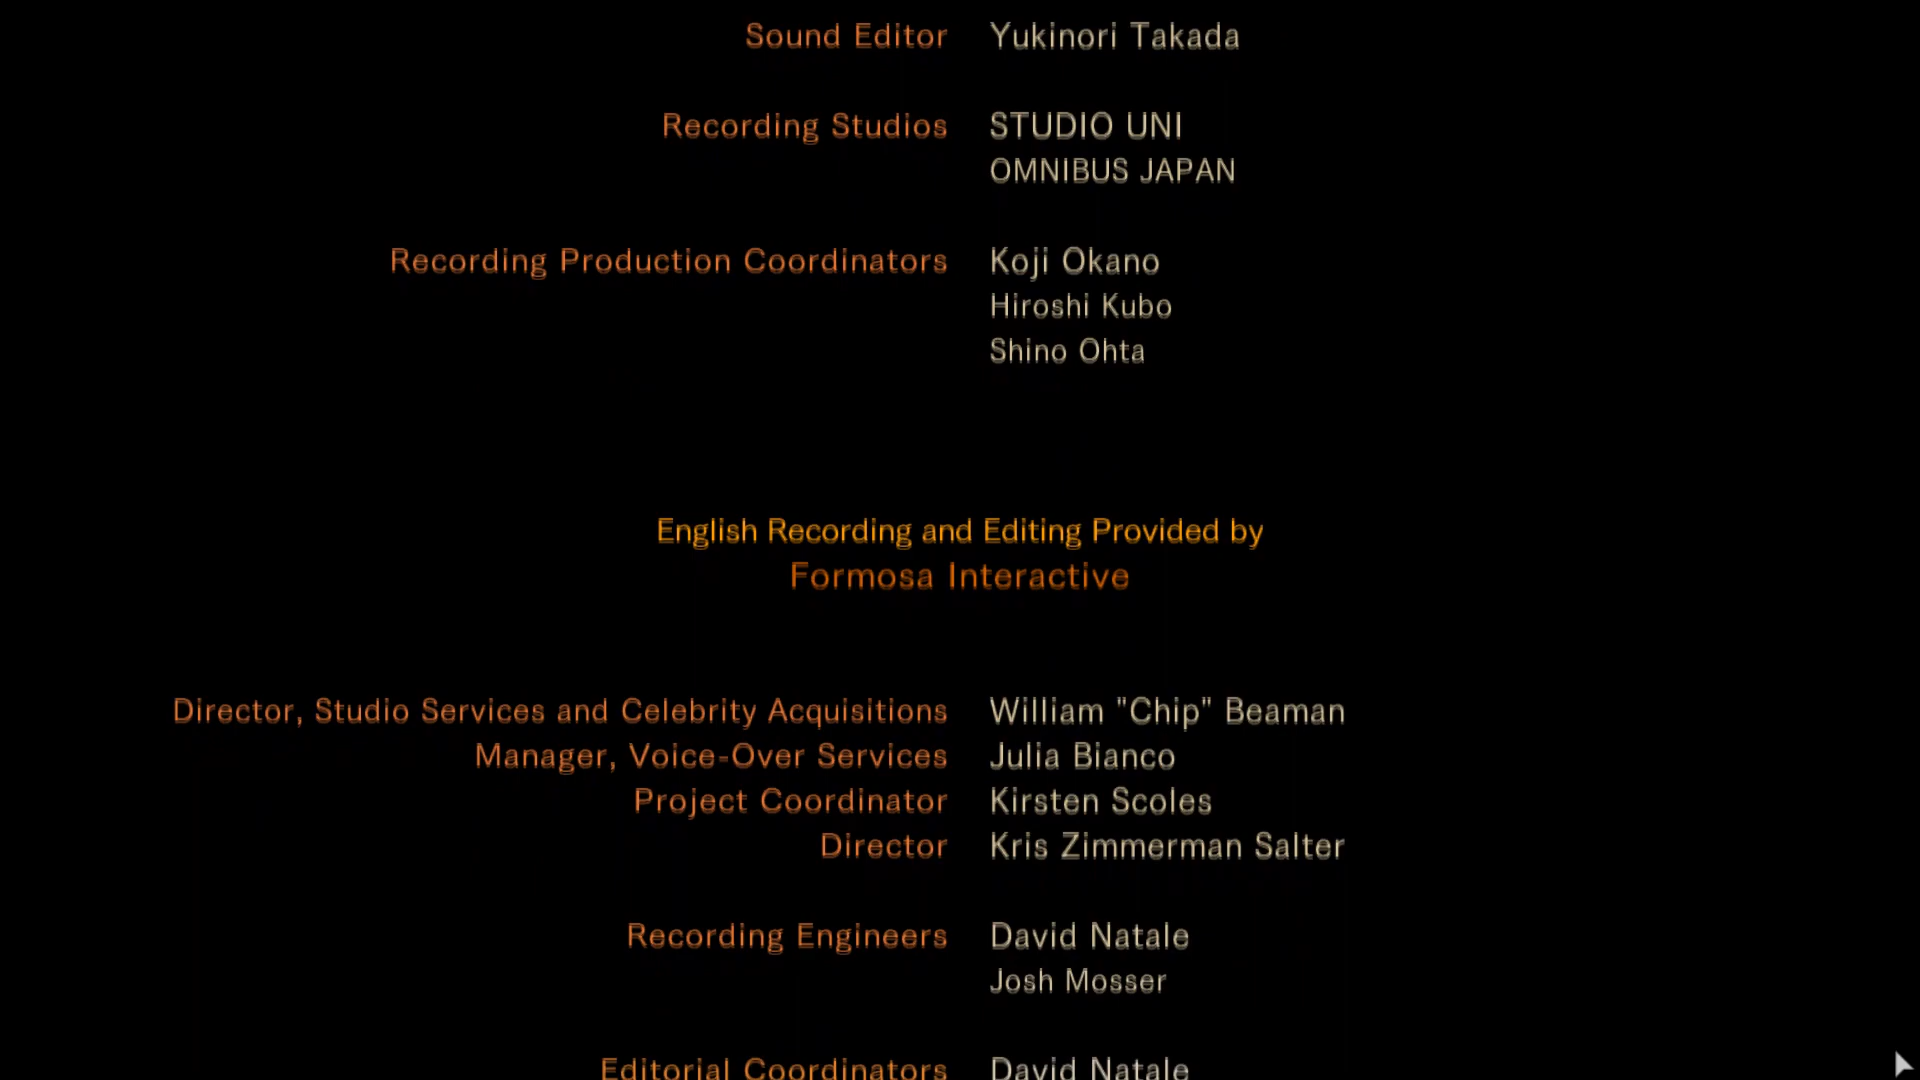 Sound Editor Yukinori Takada
Recording Studios STUDIO UNI
OMNIBUS JAPAN
Recording Production Coordinators Koji Okano
Hiroshi Kubo
Shino Ohta
English Recording and Editing Provided by
Formosa Interactive
Director, Studio Services and Celebrity Acquisitions William "Chip" Beaman
Manager, Voice-Over Services Julia Bianco
Project Coordinator Kirsten Scoles
Director Kris Zimmerman Salter
Recording Engineers David Natale
Josh Mosser
Editorial Coordinators David Natale